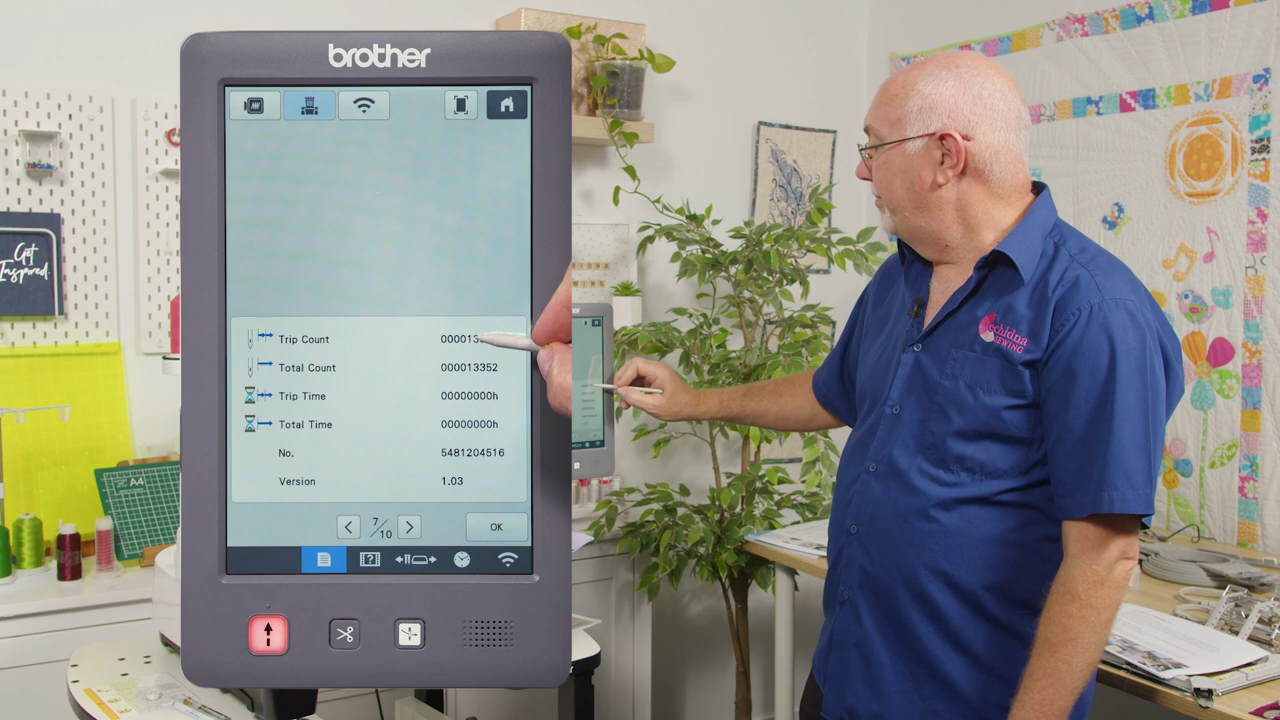 brother
Trip Count
Total Count 000013352
Trip Time 00000000h
Total Time 00000000h
No. 5481204516
Version 1.03
7/10
OK
Get
Inspired.
A4
echidna
SEWING